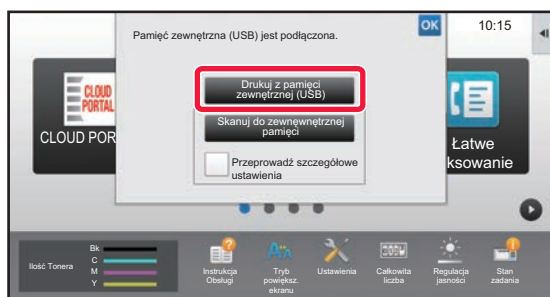 Pamięć zewnętrzna (USB) jest podłączona.
OK
10:15
Drukuj z pamięci
zewnętrznej (USB)
CLOUD
PORTAL
Skanuj do zewnęwnętrznej
pamięci
CLOUD POR
Łatwe
ksowanie
Przeprowadź szczegółowe
ustawienia
Ilość Tonera
Bk
C
M
Y
Instrukcja
Obsługi
Tryb
powiększ.
ekranu
Ustawienia
Całkowita
liczba
Regulacja
jasności
Stan
zadania